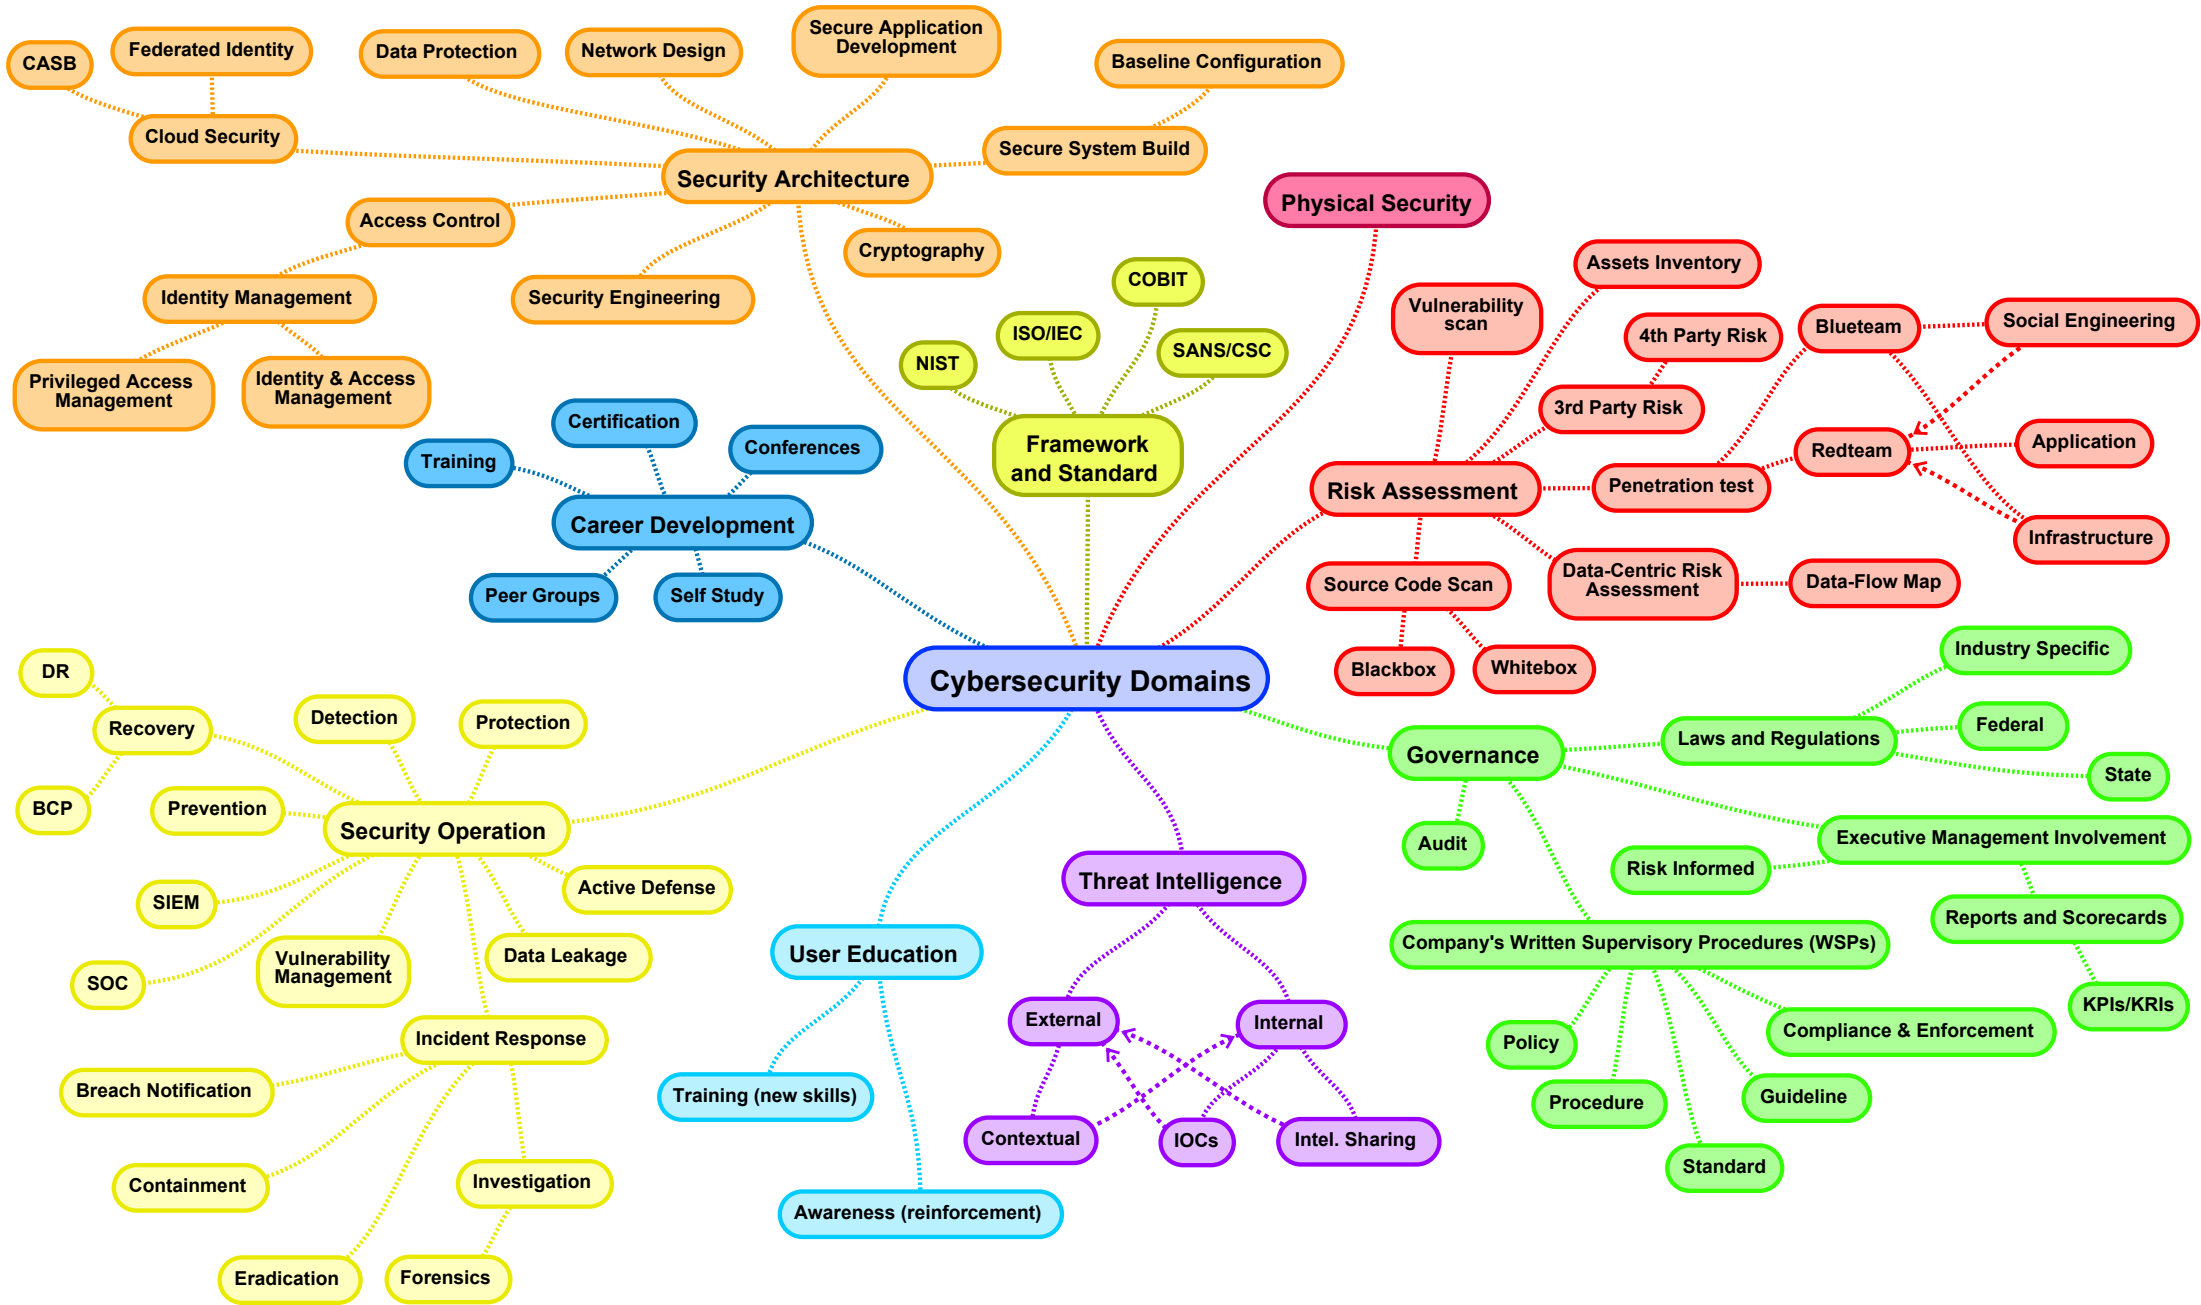 CASB
Federated Identity
Data Protection
Network Design
Secure Application
Development
Baseline Configuration
Cloud Security
Secure System Build
Security Architecture
Access Control
Cryptography
Identity Management
Security Engineering
Privileged Access
Management
Identity & Access
Management
Physical Security
COBIT
ISO/IEC
NIST
SANS/CSC
Framework
and Standard
Certification
Training
Conferences
Career Development
Peer Groups
Self Study
Assets Inventory
Vulnerability
scan
4th Party Risk
Blueteam
Social Engineering
3rd Party Risk
Redteam
Application
Risk Assessment
Penetration test
Infrastructure
Source Code Scan
Data-Centric Risk
Assessment
Data-Flow Map
Blackbox
Whitebox
Cybersecurity Domains
DR
Recovery
Detection
Protection
BCP
Prevention
Security Operation
SIEM
Active Defense
SOC
Vulnerability
Management
Data Leakage
Incident Response
Breach Notification
Containment
Investigation
Eradication
Forensics
User Education
Training (new skills)
Awareness (reinforcement)
Threat Intelligence
External
Internal
Contextual
IOCs
Intel. Sharing
Industry Specific
Laws and Regulations
Federal
State
Governance
Audit
Executive Management Involvement
Risk Informed
Reports and Scorecards
Company's Written Supervisory Procedures (WSPs)
KPIs/KRIs
Compliance & Enforcement
Policy
Procedure
Guideline
Standard